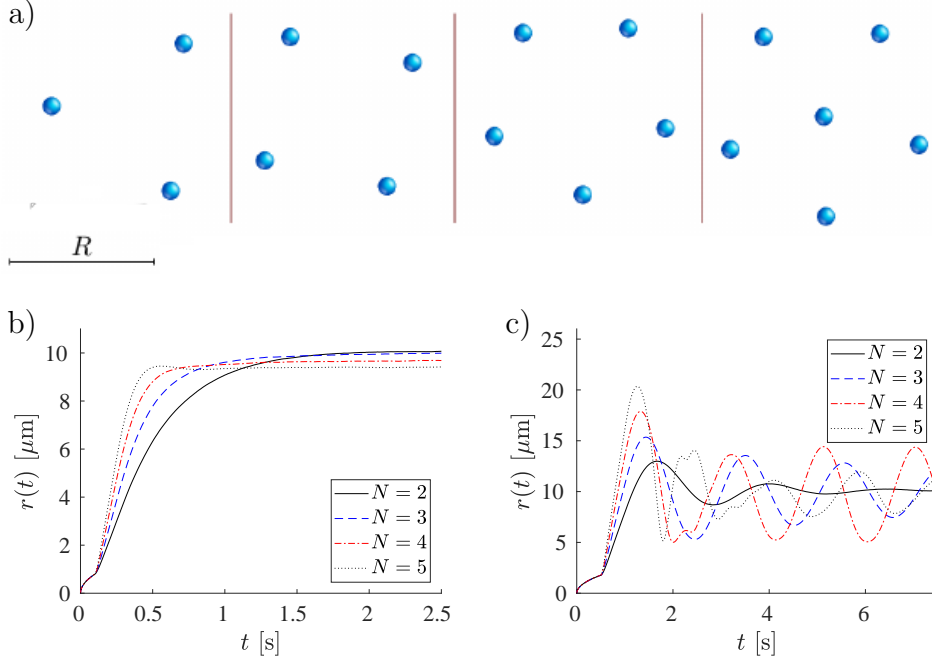 a)
R
b)
r(t) [μm]
10
8
6
4
2
0
N = 2
N = 3
N = 4
N = 5
0 0.5 1 1.5 2 2.5
t [s]
c)
r(t) [μm]
25
20
15
10
5
0
N = 2
N = 3
N = 4
N = 5
0 2 4 6
t [s]